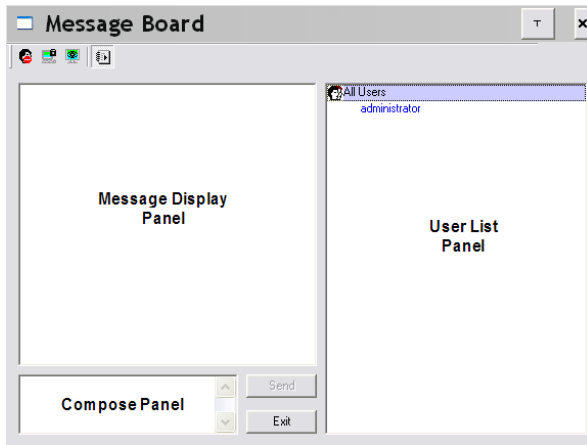 Message Board
T
×
All Users
administrator
Message Display
Panel
User List
Panel
Compose Panel
Send
Exit